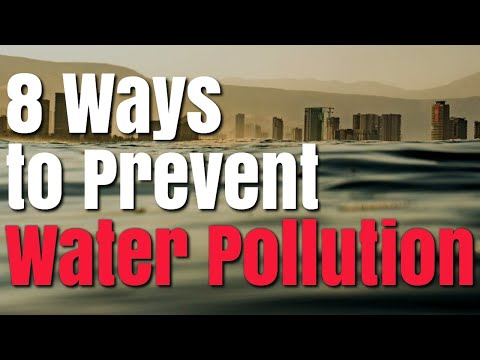 8 Ways
to Prevent
Water Pollution